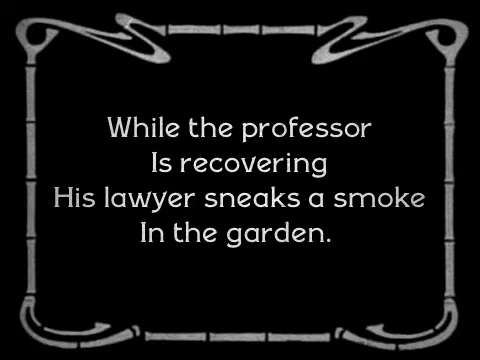 While the professor
Is recovering
His lawyer sneaks a smoke
In the garden.